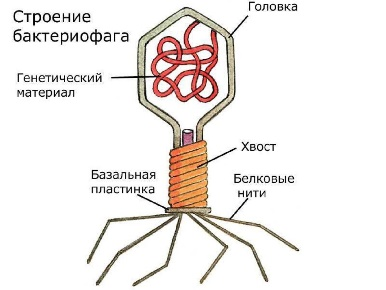 Строение
бактериофага
Головка
Генетический
материал
Хвост
Базальная
пластинка
Белковые
нити